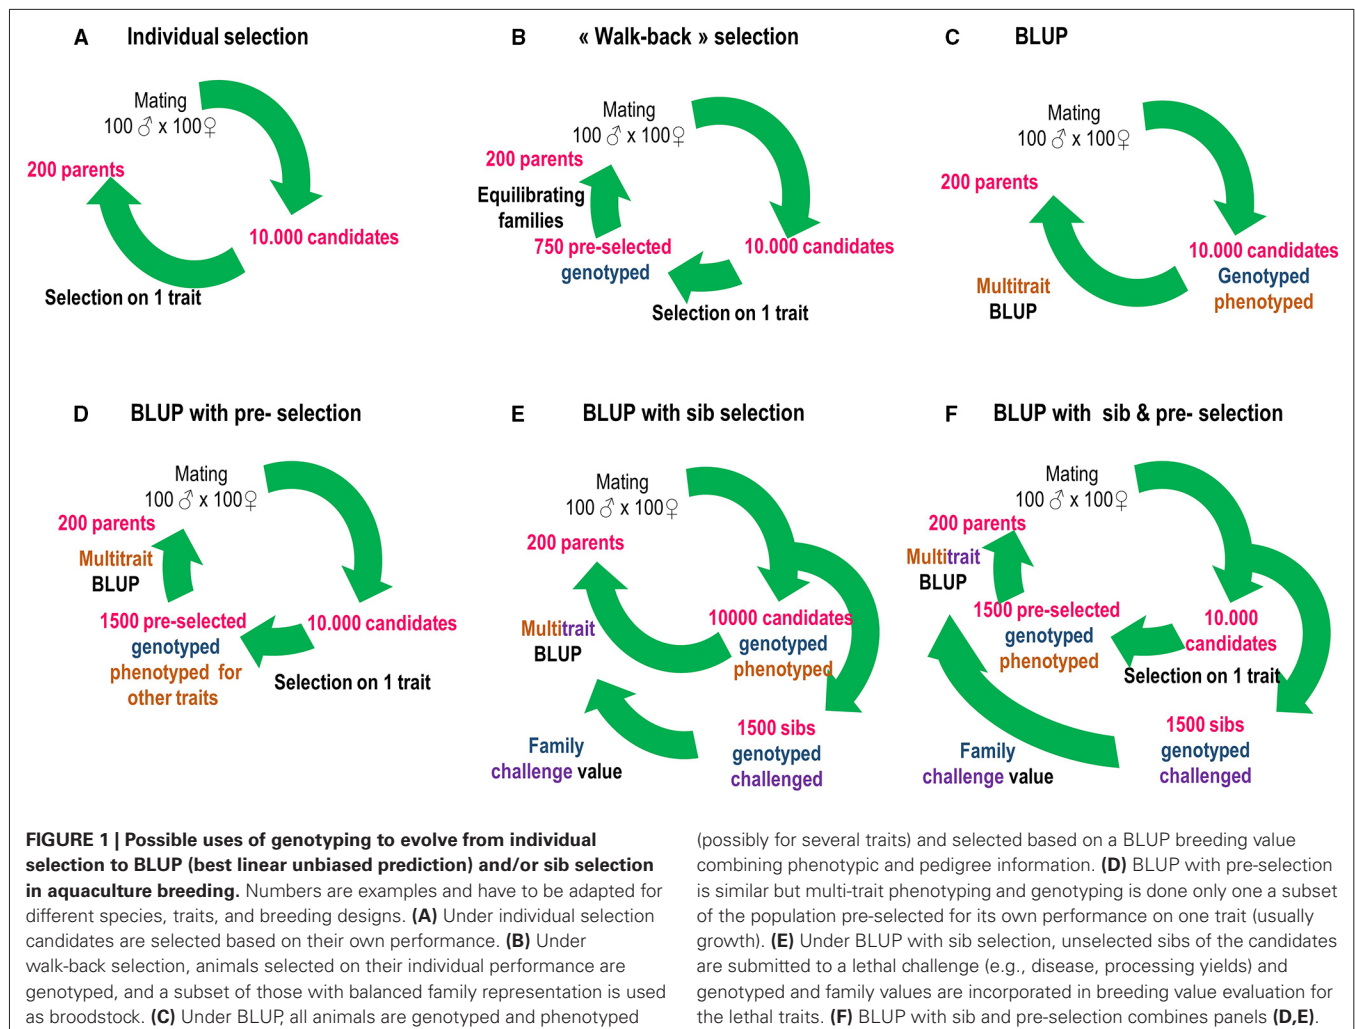 A Individual selection
Mating
100 ♂ x 100♀
200 parents
10.000 candidates
Selection on 1 trait
B « Walk-back » selection
Mating
100 ♂ x 100♀
200 parents
Equilibrating
families
750 pre-selected
genotyped
10.000 candidates
Selection on 1 trait
C BLUP
Mating
100 ♂ x 100♀
200 parents
10.000 candidates
Genotyped
phenotyped
Multitrait
BLUP
D BLUP with pre- selection
Mating
100 ♂ x 100♀
200 parents
Multitrait
BLUP
1500 pre-selected
genotyped
phenotyped for
other traits
10.000 candidates
Selection on 1 trait
E BLUP with sib selection
Mating
100 ♂ x 100♀
200 parents
10000 candidates
genotyped
phenotyped
Multitrait
BLUP
1500 sibs
genotyped
challenged
Family
challenge value
F BLUP with sib & pre- selection
Mating
100 ♂ x 100♀
200 parents
Multitrait
BLUP
1500 pre-selected
genotyped
phenotyped
10.000
candidates
Selection on 1 trait
1500 sibs
genotyped
challenged
Family
challenge value
FIGURE 1 | Possible uses of genotyping to evolve from individual
selection to BLUP (best linear unbiased prediction) and/or sib selection
in aquaculture breeding. Numbers are examples and have to be adapted for
different species, traits, and breeding designs. (A) Under individual selection
candidates are selected based on their own performance. (B) Under
walk-back selection, animals selected on their individual performance are
genotyped, and a subset of those with balanced family representation is used
as broodstock. (C) Under BLUP, all animals are genotyped and phenotyped
(possibly for several traits) and selected based on a BLUP breeding value
combining phenotypic and pedigree information. (D) BLUP with pre-selection
is similar but multi-trait phenotyping and genotyping is done only one a subset
of the population pre-selected for its own performance on one trait (usually
growth). (E) Under BLUP with sib selection, unselected sibs of the candidates
are submitted to a lethal challenge (e.g., disease, processing yields) and
genotyped and family values are incorporated in breeding value evaluation for
the lethal traits. (F) BLUP with sib and pre-selection combines panels (D,E).